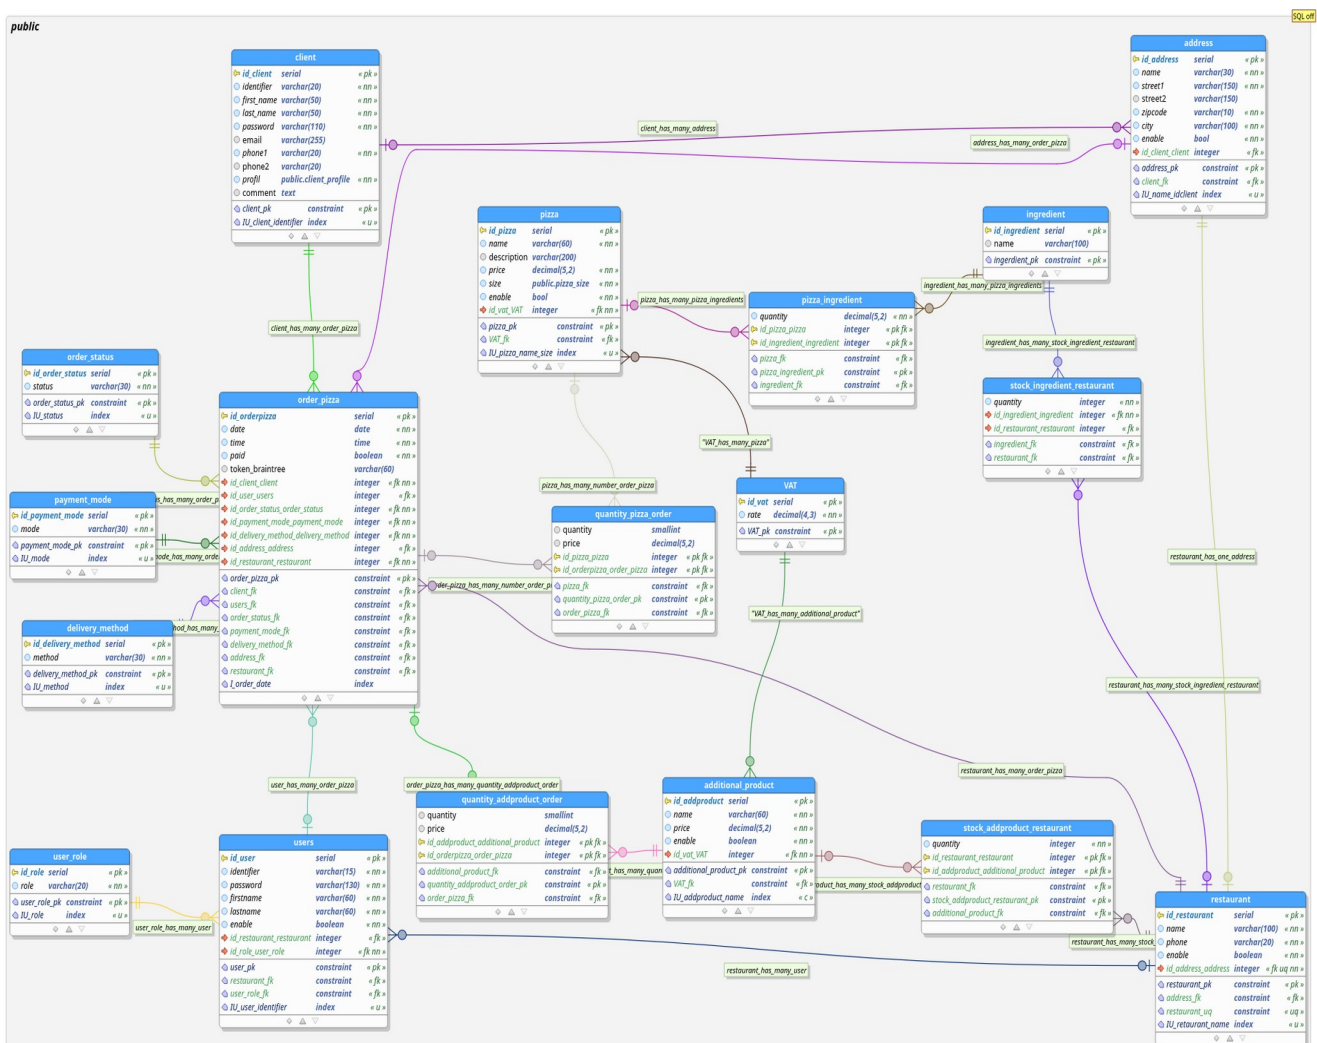 public
SQL off
client
id_client serial « pk »
identifier varchar(20) « nn »
first_name varchar(50) « nn »
last_name varchar(50) « nn »
password varchar(110) « nn »
email varchar(255)
phone1 varchar(20) « nn »
phone2 varchar(20)
profil public.client_profile « nn »
comment text
client_pk constraint « pk »
IU_client_identifier index « u »
address
id_address serial « pk »
name varchar(30) « nn »
street1 varchar(150) « nn »
street2 varchar(150)
zipcode varchar(10) « nn »
city varchar(100) « nn »
enable bool « nn »
id_client_client integer « fk »
address_pk constraint « pk »
client_fk constraint « fk »
IU_name_idclient index « u »
client_has_many_address
address_has_many_order_pizza
pizza
id_pizza serial « pk »
name varchar(60) « nn »
description varchar(200)
price decimal(5,2) « nn »
size public.pizza_size « nn »
enable bool « nn »
id_vat_VAT integer « fk nn »
pizza_pk constraint « pk »
VAT_fk constraint « fk »
IU_pizza_name_size index « u »
ingredient
id_ingredient serial « pk »
name varchar(100)
ingerdient_pk constraint « pk »
ingredient_has_many_pizza_ingredients
pizza_has_many_pizza_ingredients
pizza_ingredient
quantity decimal(5,2) « nn »
id_pizza_pizza integer « pk fk »
id_ingredient_ingredient integer « pk fk »
pizza_fk constraint « fk »
pizza_ingredient_pk constraint « pk »
ingredient_fk constraint « fk »
client_has_many_order_pizza
ingredient_has_many_stock_ingredient_restaurant
order_status
id_order_status serial « pk »
status varchar(30) « nn »
order_status_pk constraint « pk »
IU_status index « u »
stock_ingredient_restaurant
quantity integer « nn »
id_ingredient_ingredient integer « fk nn »
id_restaurant_restaurant integer « fk »
ingredient_fk constraint « fk »
restaurant_fk constraint « fk »
order_pizza
id_orderpizza serial « pk »
date date « nn »
time time « nn »
paid boolean « nn »
token_braintree varchar(60)
id_client_client integer « fk nn »
id_user_users integer « fk »
id_order_status_order_status integer « fk nn »
id_payment_mode_payment_mode integer « fk nn »
id_delivery_method_delivery_method integer « fk nn »
id_address_address integer « fk »
id_restaurant_restaurant integer « fk nn »
order_pizza_pk constraint « pk »
client_fk constraint « fk »
users_fk constraint « fk »
order_status_fk constraint « fk »
payment_mode_fk constraint « fk »
delivery_method_fk constraint « fk »
address_fk constraint « fk »
restaurant_fk constraint « fk »
I_order_date index
"VAT_has_many_pizza"
pizza_has_many_number_order_pizza
VAT
id_vat serial « pk »
rate decimal(4,3) « nn »
VAT_pk constraint « pk »
payment_mode
id_payment_mode serial « pk »
mode varchar(30) « nn »
payment_mode_pk constraint « pk »
IU_mode index « u »
quantity_pizza_order
quantity smallint
price decimal(5,2)
id_pizza_pizza integer « pk fk »
id_orderpizza_order_pizza integer « pk fk »
pizza_fk constraint « fk »
quantity_pizza_order_pk constraint « pk »
order_pizza_fk constraint « fk »
restaurant_has_one_address
"VAT_has_many_additional_product"
delivery_method
id_delivery_method serial « pk »
method varchar(30) « nn »
delivery_method_pk constraint « pk »
IU_method index « u »
restaurant_has_many_stock_ingredient_restaurant
restaurant_has_many_order_pizza
user_has_many_order_pizza
order_pizza_has_many_quantity_addproduct_order
additional_product
id_addproduct serial « pk »
name varchar(60) « nn »
price decimal(5,2) « nn »
enable boolean « nn »
id_vat_VAT integer « fk nn »
additional_product_pk constraint « pk »
VAT_fk constraint « fk »
IU_addproduct_name index « c »
quantity_addproduct_order
quantity smallint
price decimal(5,2)
id_addproduct_additional_product integer « pk fk »
id_orderpizza_order_pizza integer « pk fk »
additional_product_fk constraint « fk »
quantity_addproduct_order_pk constraint « pk »
order_pizza_fk constraint « fk »
stock_addproduct_restaurant
quantity integer « nn »
id_restaurant_restaurant integer « pk fk »
id_addproduct_additional_product integer « pk fk »
restaurant_fk constraint « fk »
stock_addproduct_restaurant_pk constraint « pk »
additional_product_fk constraint « fk »
users
id_user serial « pk »
identifier varchar(15) « nn »
password varchar(130) « nn »
firstname varchar(60) « nn »
lastname varchar(60) « nn »
enable boolean « nn »
id_restaurant_restaurant integer « fk »
id_role_user_role integer « fk nn »
user_pk constraint « pk »
restaurant_fk constraint « fk »
user_role_fk constraint « fk »
IU_user_identifier index « u »
user_role
id_role serial « pk »
role varchar(20) « nn »
user_role_pk constraint « pk »
IU_role index « u »
user_role_has_many_user
restaurant_has_many_stock_
restaurant_has_many_user
restaurant
id_restaurant serial « pk »
name varchar(100) « nn »
phone varchar(20) « nn »
enable boolean « nn »
id_address_address integer « fk uq nn »
restaurant_pk constraint « pk »
address_fk constraint « fk »
restaurant_uq constraint « uq »
IU_retaurant_name index « u »